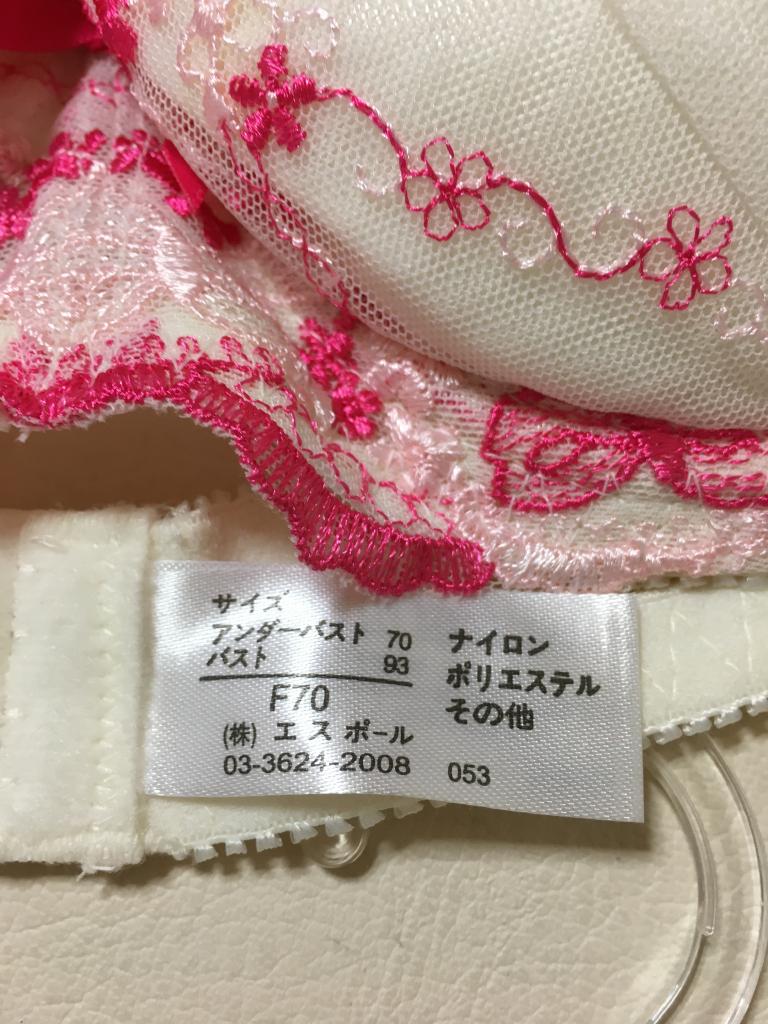 サイズ
アンダーバスト 70
バスト 93
F70
(株) エスポール
03-3624-2008
ナイロン
ポリエステル
その他
053